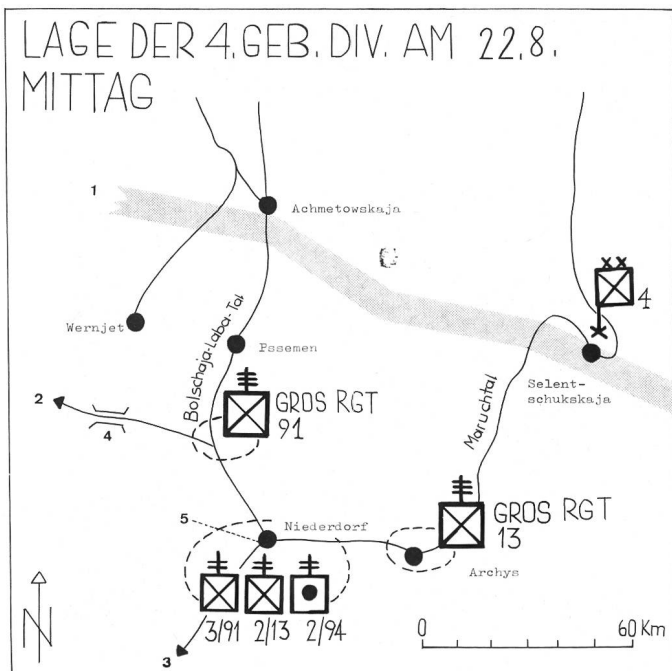 LAGE DER 4. GEB. DIV. AM 22.8.
MITTAG
1
Achmetowskaja
4
Wernjet
Bolschaja-Laba-Tal
Pssemen
Maruchtal
Selent-
schukskaja
2
4
GROS RGT
91
5
Niederdorf
GROS RGT
13
Archys
3/91
2/13
2/94
N
3
0
60 Km